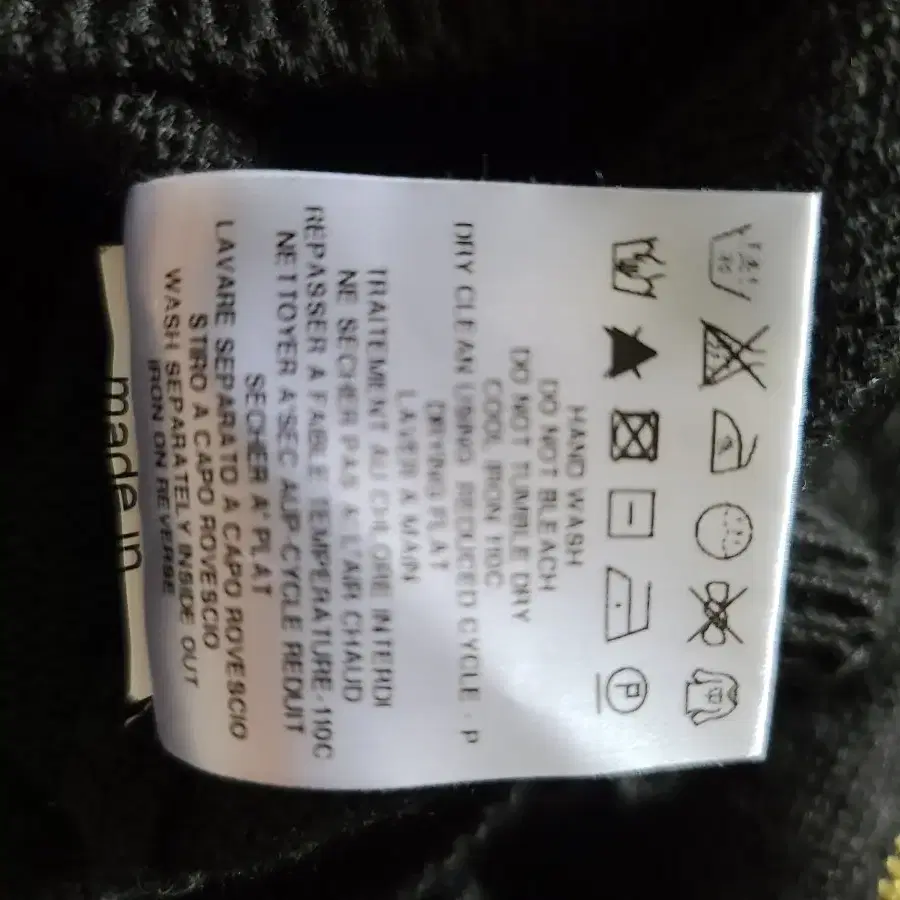 HAND WASH
DO NOT BLEACH
DO NOT TUMBLE DRY
COOL IRON 110C
DRY CLEAN USING REDUCED CYCLE - P
DRYING FLAT
LAVER A MAIN
TRAITEMENT AU CHLORE INTERDI
NE SECHER PAS A L'AIR CHAUD
REPASSER A FAIBLE TEMPERATURE-110C
NETTOYER A'SEC AUP-CYCLE REDUIT
SECHER A' PLAT
LAVARE SEPARATO A CAPO ROVESCIO
STIRO A CAPO ROVESCIO
WASH SEPARATELY INSIDE OUT
IRON ON REVERSE
made in
P